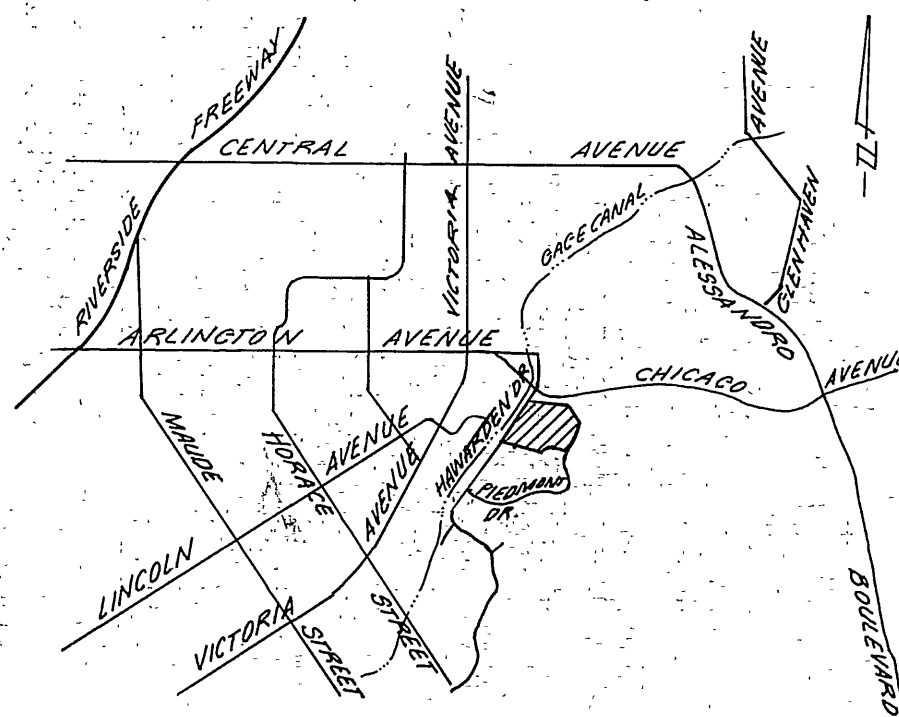 RIVERSIDE FREEWAY
CENTRAL AVENUE
VICTORIA AVENUE
AVENUE
GLENHAVEN
GAGE CANAL
ALESSANDRO
BOULEVARD
ARLINGTON AVENUE
CHICAGO AVENUE
HAWARDEN DR
PIEDMONT
DR
MAUDE
STREET
HORACE
STREET
LINCOLN
AVENUE
VICTORIA
AVENUE